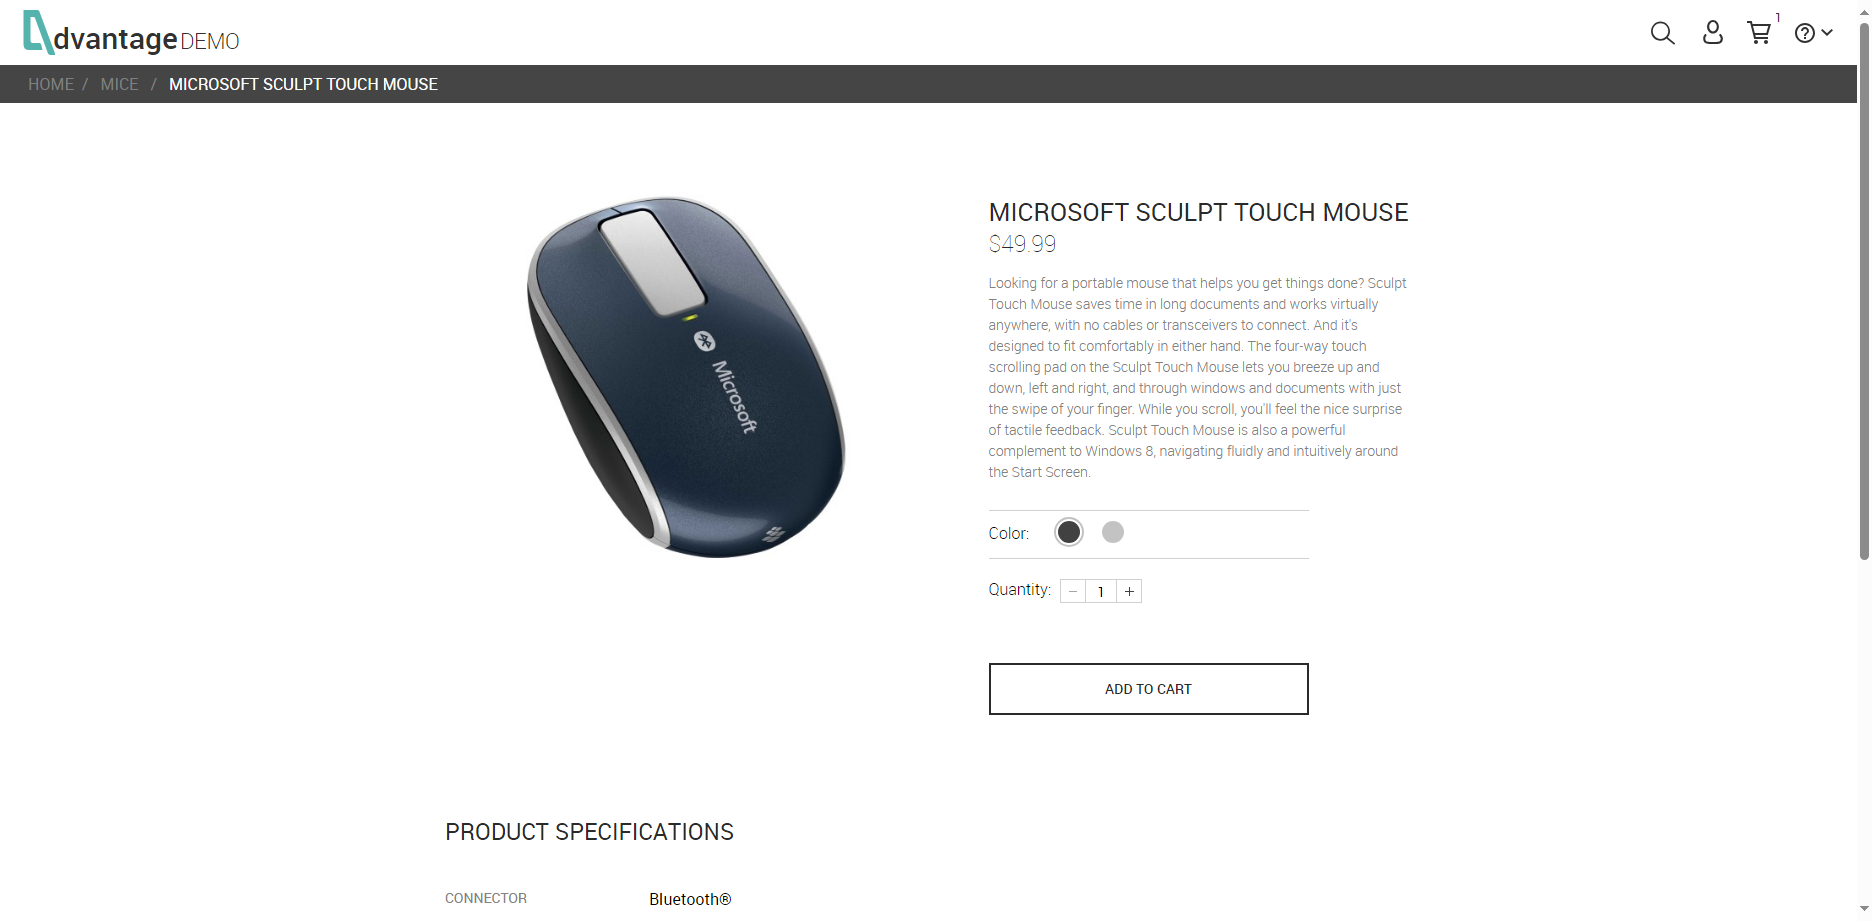 dvantage DEMO
1
HOME / MICE / MICROSOFT SCULPT TOUCH MOUSE
Microsoft
MICROSOFT SCULPT TOUCH MOUSE
$49.99
Looking for a portable mouse that helps you get things done? Sculpt
Touch Mouse saves time in long documents and works virtually
anywhere, with no cables or transceivers to connect. And it's
designed to fit comfortably in either hand. The four-way touch
scrolling pad on the Sculpt Touch Mouse lets you breeze up and
down, left and right, and through windows and documents with just
the swipe of your finger. While you scroll, you'll feel the nice surprise
of tactile feedback. Sculpt Touch Mouse is also a powerful
complement to Windows 8, navigating fluidly and intuitively around
the Start Screen.
Color:
Quantity: − 1 +
ADD TO CART
PRODUCT SPECIFICATIONS
CONNECTOR Bluetooth®